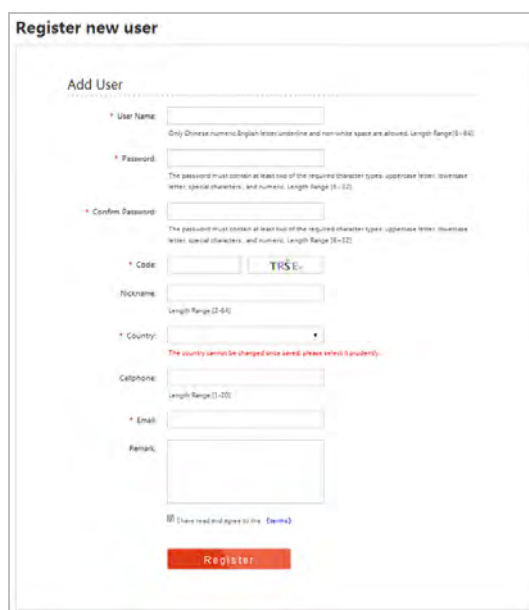 Register new user
Add User
* User Name:
Only Chinese numeric English letter underline and non-white space are allowed. Length Range[6~64]
* Password:
The password must contain at least two of the required character types: uppercase letter, lowercase
letter, special characters, and numeric. Length Range [6~32]
* Confirm Password:
The password must contain at least two of the required character types: uppercase letter, lowercase
letter, special characters, and numeric. Length Range [6~32]
* Code:
Nickname:
Length Range [2-64]
* Country:
The country cannot be changed once saved, please select it prudently.
Cellphone:
Length Range [1-20]
* Email:
Remark:
I have read and agree to the 《terms》
Register